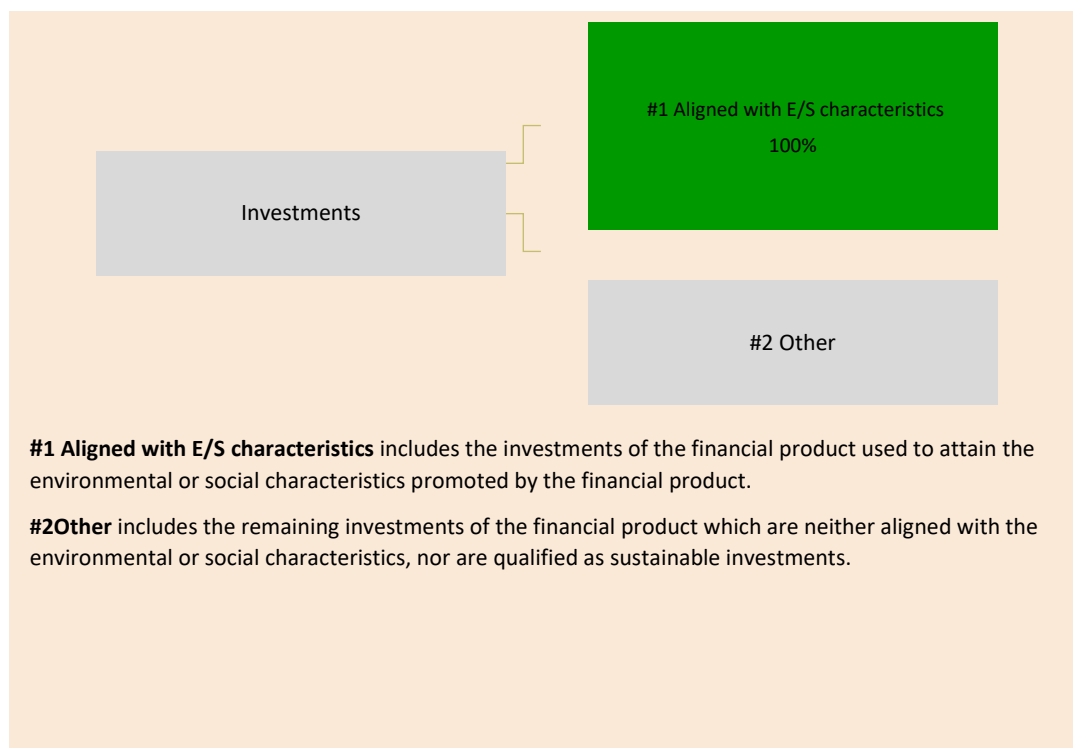 #1 Aligned with E/S characteristics
100%
Investments
#2 Other
#1 Aligned with E/S characteristics includes the investments of the financial product used to attain the
environmental or social characteristics promoted by the financial product.
#2Other includes the remaining investments of the financial product which are neither aligned with the
environmental or social characteristics, nor are qualified as sustainable investments.